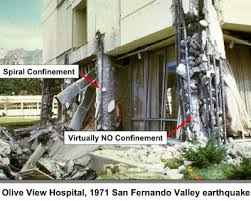 Spiral Confinement
Virtually NO Confinement
Olive View Hospital, 1971 San Fernando Valley earthquake